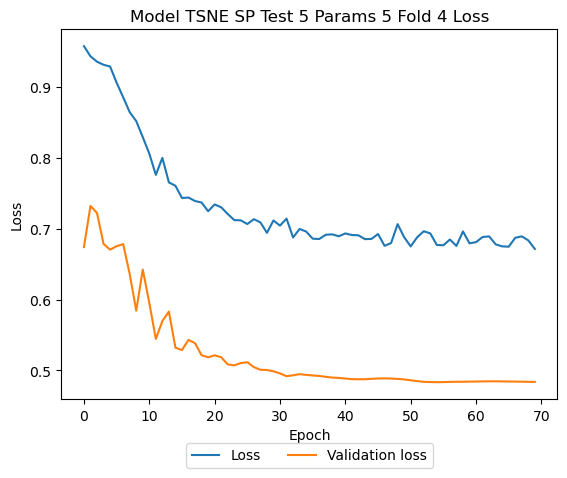 Model TSNE SP Test 5 Params 5 Fold 4 Loss
Loss
0.9
0.8
0.7
0.6
0.5
0 10 20 30 40 50 60 70
Epoch
Loss Validation loss